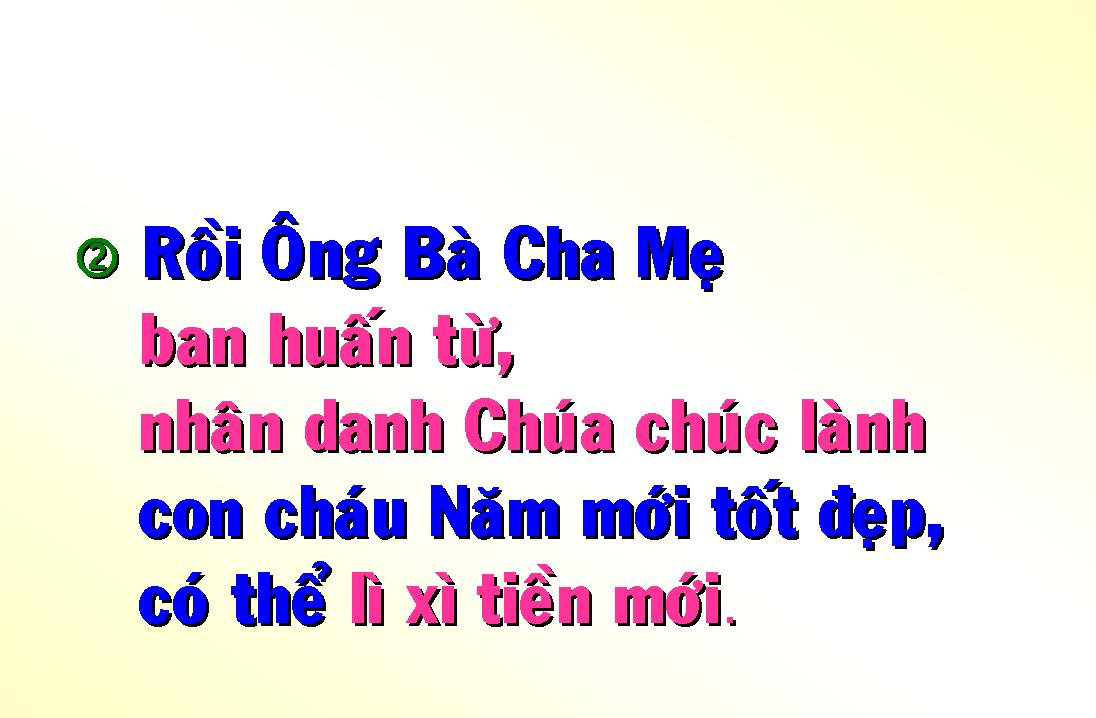 ② Rồi Ông Bà Cha Mẹ
ban huấn từ,
nhân danh Chúa chúc lành
con cháu Năm mới tốt đẹp,
có thể lì xì tiền mới.